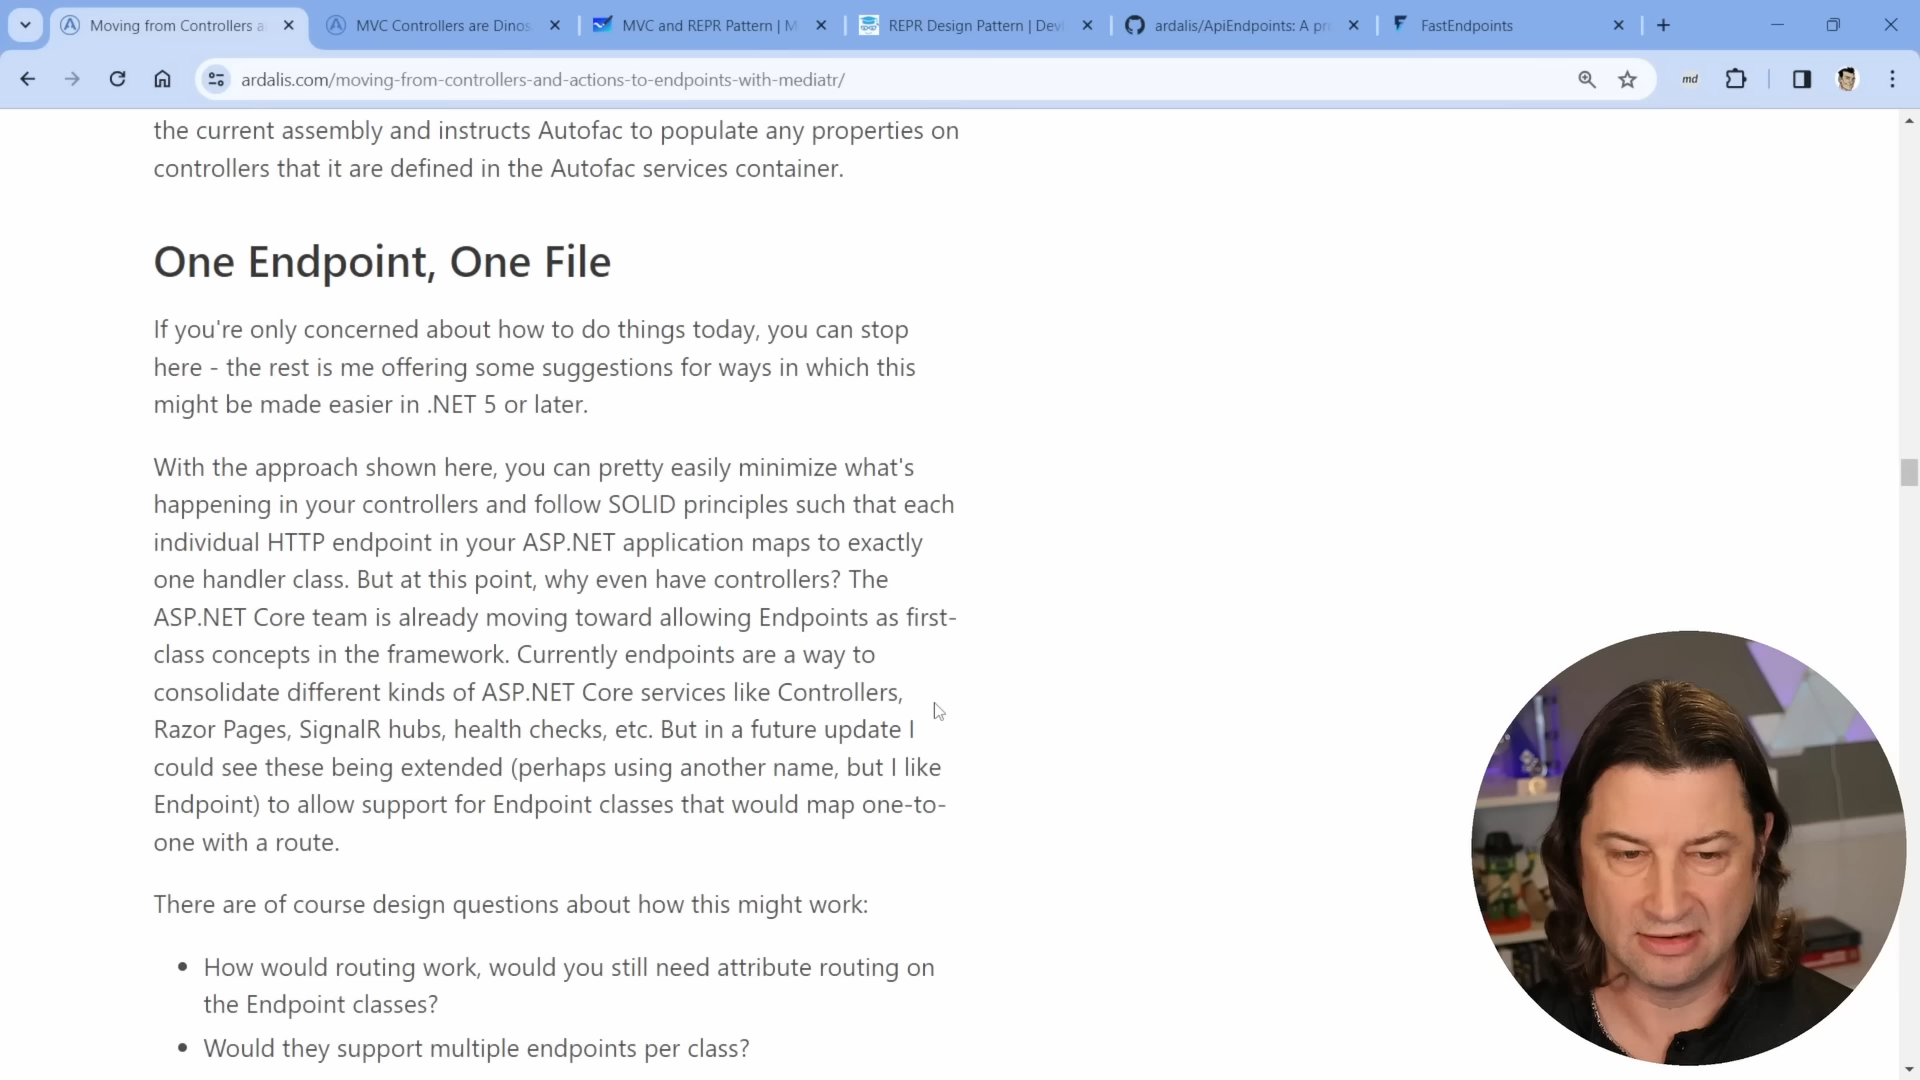 Moving from Controllers a
MVC Controllers are Dinos
MVC and REPR Pattern | M
REPR Design Pattern | Dev
ardalis/ApiEndpoints: A pr
FastEndpoints
ardalis.com/moving-from-controllers-and-actions-to-endpoints-with-mediatr/
md
the current assembly and instructs Autofac to populate any properties on
controllers that it are defined in the Autofac services container.
One Endpoint, One File
If you're only concerned about how to do things today, you can stop
here - the rest is me offering some suggestions for ways in which this
might be made easier in .NET 5 or later.
With the approach shown here, you can pretty easily minimize what's
happening in your controllers and follow SOLID principles such that each
individual HTTP endpoint in your ASP.NET application maps to exactly
one handler class. But at this point, why even have controllers? The
ASP.NET Core team is already moving toward allowing Endpoints as first-
class concepts in the framework. Currently endpoints are a way to
consolidate different kinds of ASP.NET Core services like Controllers,
Razor Pages, SignalR hubs, health checks, etc. But in a future update I
could see these being extended (perhaps using another name, but I like
Endpoint) to allow support for Endpoint classes that would map one-to-
one with a route.
There are of course design questions about how this might work:
• How would routing work, would you still need attribute routing on
the Endpoint classes?
• Would they support multiple endpoints per class?